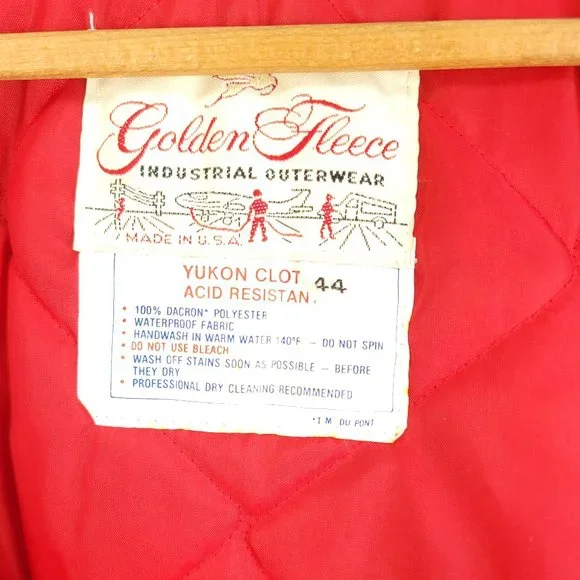 Golden Fleece
INDUSTRIAL OUTERWEAR
MADE IN U.S.A.
YUKON CLOT 44
ACID RESISTAN.
• 100% DACRON* POLYESTER
• WATERPROOF FABRIC
• HANDWASH IN WARM WATER 140°F – DO NOT SPIN
• DO NOT USE BLEACH
• WASH OFF STAINS SOON AS POSSIBLE – BEFORE
THEY DRY
• PROFESSIONAL DRY CLEANING RECOMMENDED
*T.M. DU PONT